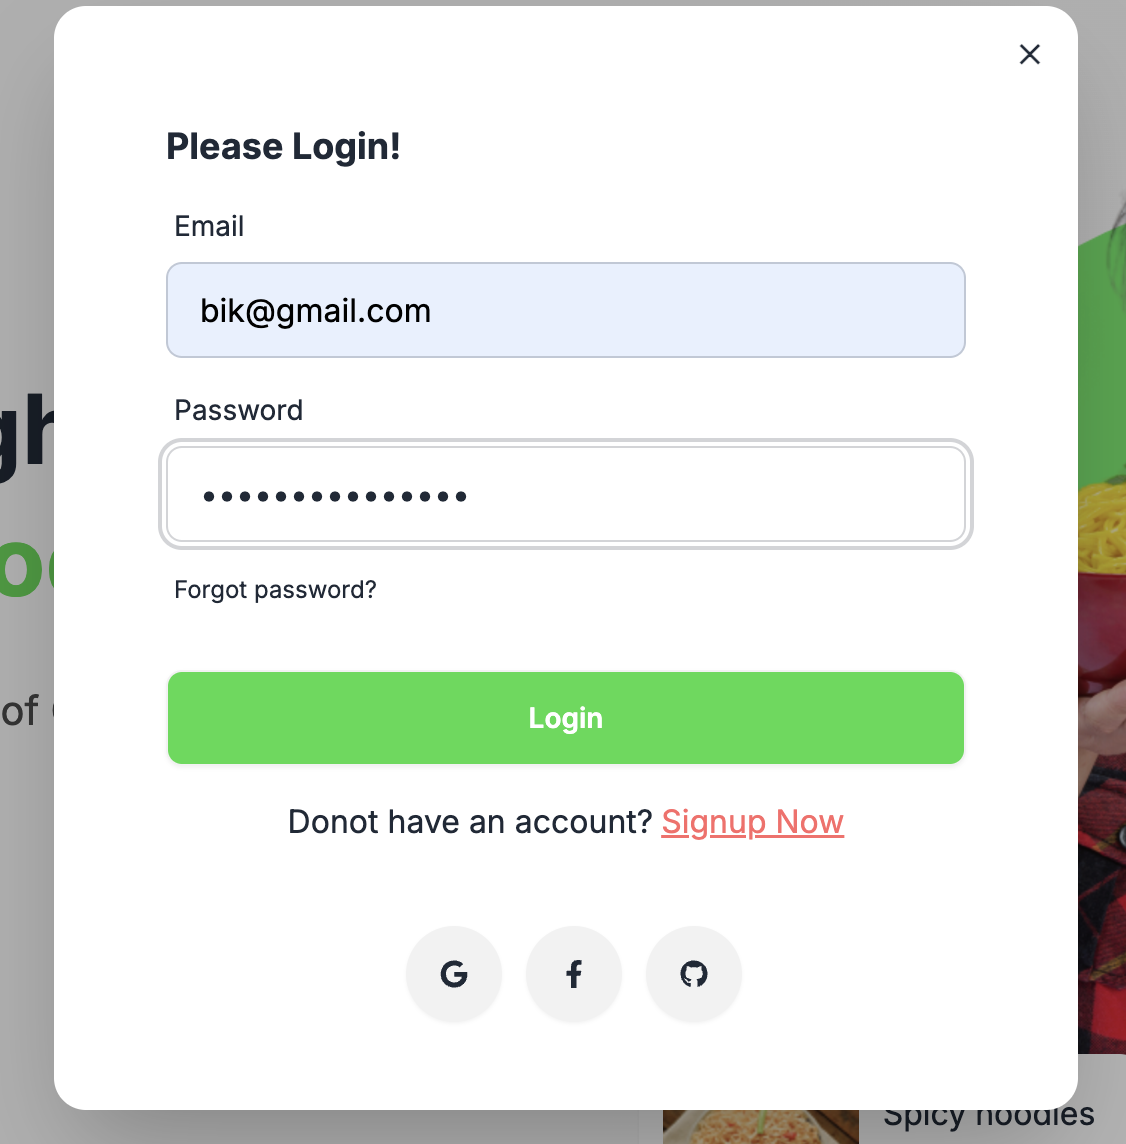 Please Login!
Email
bik@gmail.com
Password
•••••••••••••••
Forgot password?
Login
Donot have an account? Signup Now
of
Spicy noodles